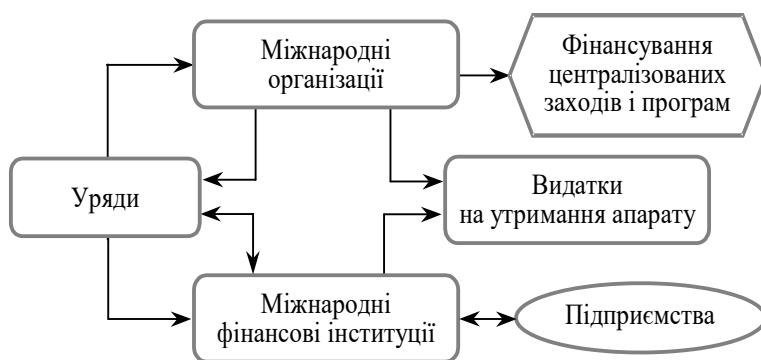 Міжнародні
організації
Фінансування
централізованих
заходів і програм
Уряди
Видатки
на утримання апарату
Міжнародні
фінансові інституції
Підприємства